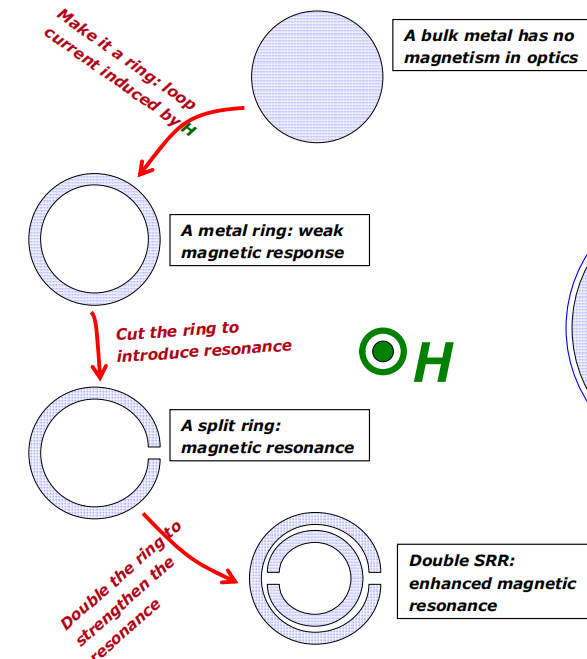 Make it a ring: loop
current induced by H
A bulk metal has no
magnetism in optics
A metal ring: weak
magnetic response
Cut the ring to
introduce resonance
H
A split ring:
magnetic resonance
Double the ring to
strengthen the
resonance
Double SRR:
enhanced magnetic
resonance